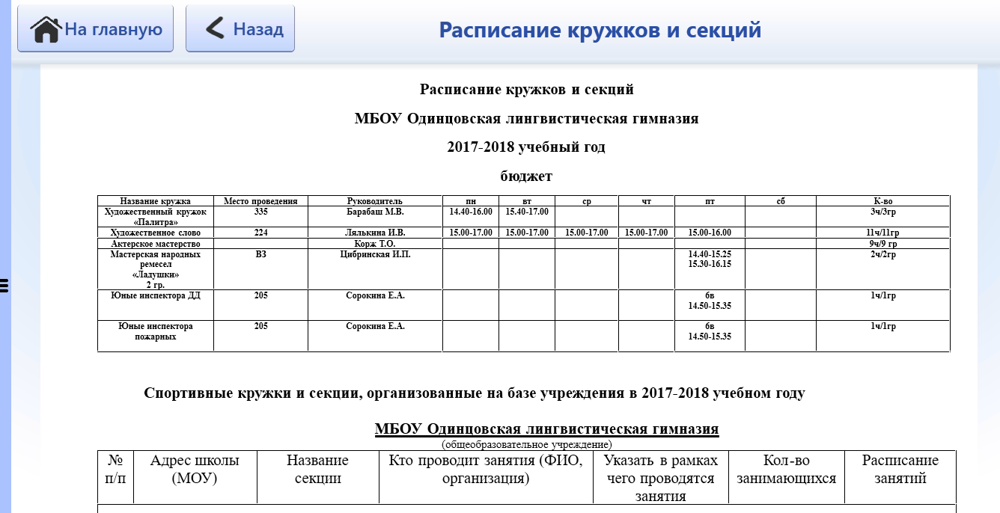 На главную
Назад
Расписание кружков и секций
Расписание кружков и секций
МБОУ Одинцовская лингвистическая гимназия
2017-2018 учебный год
бюджет
Название кружка Место проведения Руководитель пн вт ср чт пт сб К-во
Художественный кружок 335 Барабаш М.В. 14.40-16.00 15.40-17.00 3ч/3гр
«Палитра»
Художественное слово 224 Лялькина И.В. 15.00-17.00 15.00-17.00 15.00-17.00 15.00-17.00 15.00-16.00 11ч/11гр
Актерское мастерство Корж Т.О. 9ч/9 гр
Мастерская народных ВЗ Цибринская И.П. 14.40-15.25 2ч/2гр
ремесел 15.30-16.15
«Ладушки»
2 гр.
Юные инспектора ДД 205 Сорокина Е.А. 6в 1ч/1гр
14.50-15.35
Юные инспектора 205 Сорокина Е.А. 6в 1ч/1гр
пожарных 14.50-15.35
Спортивные кружки и секции, организованные на базе учреждения в 2017-2018 учебном году
МБОУ Одинцовская лингвистическая гимназия
(общеобразовательное учреждение)
№ Адрес школы Название Кто проводит занятия (ФИО, Указать в рамках Кол-во Расписание
п/п (МОУ) секции организация) чего проводятся занимающихся занятий
занятия